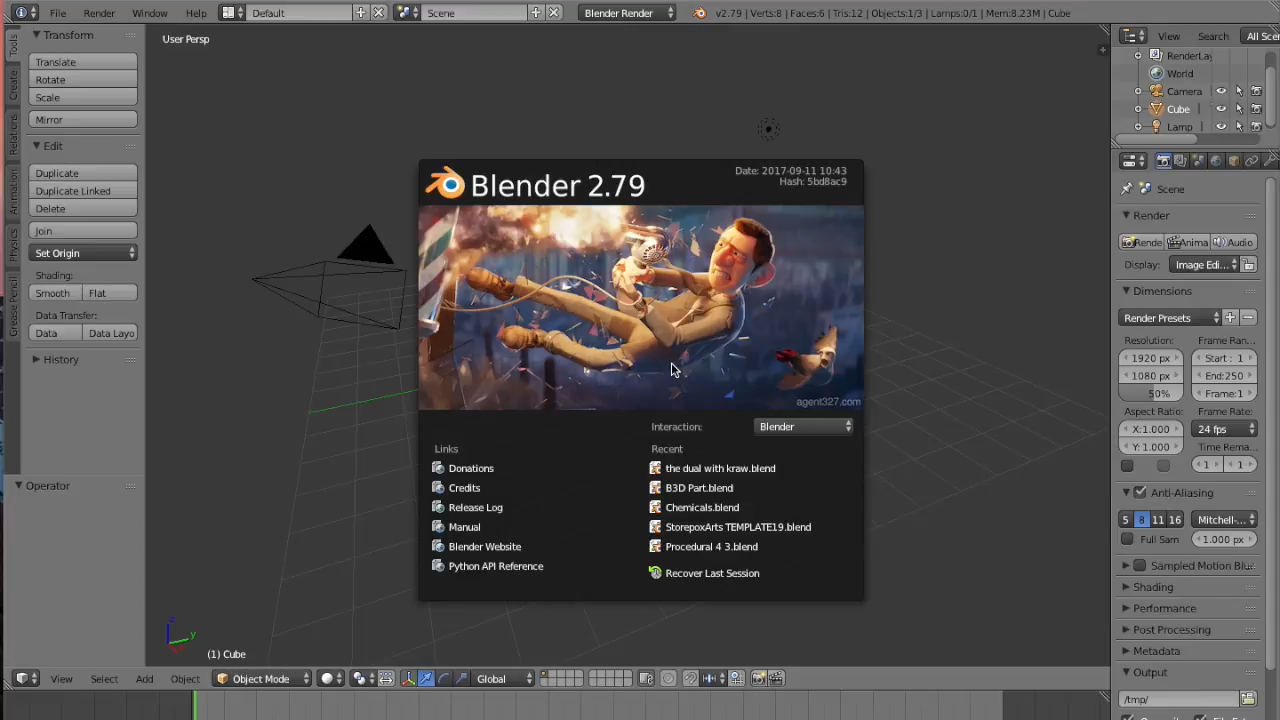 File Render Window Help Default Scene Blender Render v2.79 | Verts:8 | Faces:6 | Tris:12 | Objects:1/3 | Lamps:0/1 | Mem:8.23M | Cube
Tools
Create
Relations
Animation
Physics
Grease Pencil
Transform
Translate
Rotate
Scale
Mirror
Edit
Duplicate
Duplicate Linked
Delete
Join
Set Origin
Shading:
Smooth Flat
Data Transfer:
Data Data Layo
History
Operator
User Persp
Blender 2.79
Date: 2017-09-11 10:43
Hash: 5bd8ac9
agent327.com
Interaction: Blender
Links
Donations
Credits
Release Log
Manual
Blender Website
Python API Reference
Recent
the dual with kraw.blend
B3D Part.blend
Chemicals.blend
StorepoxArts TEMPLATE19.blend
Procedural 4 3.blend
Recover Last Session
z
y
(1) Cube
View Select Add Object Object Mode Global
View Search All Scen
RenderLay
World
Camera
Cube
Lamp
Scene
Render
Rende Anima Audio
Display: Image Edi...
Dimensions
Render Presets
Resolution: Frame Ran...
1920 px Start : 1
1080 px End:250
50% Frame:1
Aspect Ratio: Frame Rate:
X:1.000 24 fps
Y: 1.000 Time Rema...
1 1
Anti-Aliasing
5 8 11 16 Mitchell-...
Full Sam 1.000 px
Sampled Motion Blu...
Shading
Performance
Post Processing
Metadata
Output
/tmp/